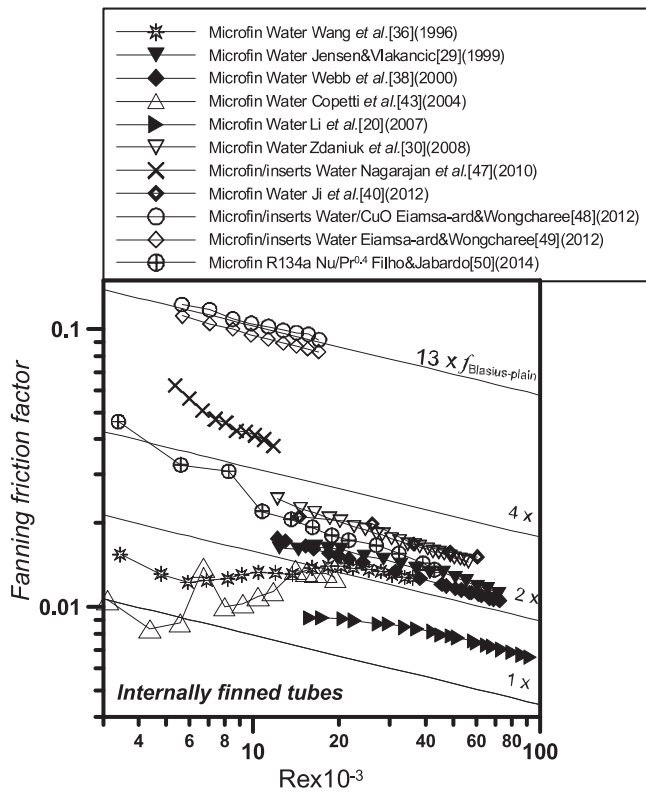 Microfin Water Wang et al.[36](1996)
Microfin Water Jensen&Vlakancic[29](1999)
Microfin Water Webb et al.[38](2000)
Microfin Water Copetti et al.[43](2004)
Microfin Water Li et al.[20](2007)
Microfin Water Zdaniuk et al.[30](2008)
Microfin/inserts Water Nagarajan et al.[47](2010)
Microfin Water Ji et al.[40](2012)
Microfin/inserts Water/CuO Eiamsa-ard&Wongcharee[48](2012)
Microfin/inserts Water Eiamsa-ard&Wongcharee[49](2012)
Microfin R134a Nu/Pr0.4 Filho&Jabardo[50](2014)
0.1
13 x fBlasius-plain
Fanning friction factor
4 x
2 x
0.01
1 x
Internally finned tubes
4 6 8 10 20 40 60 80 100
Rex10-3